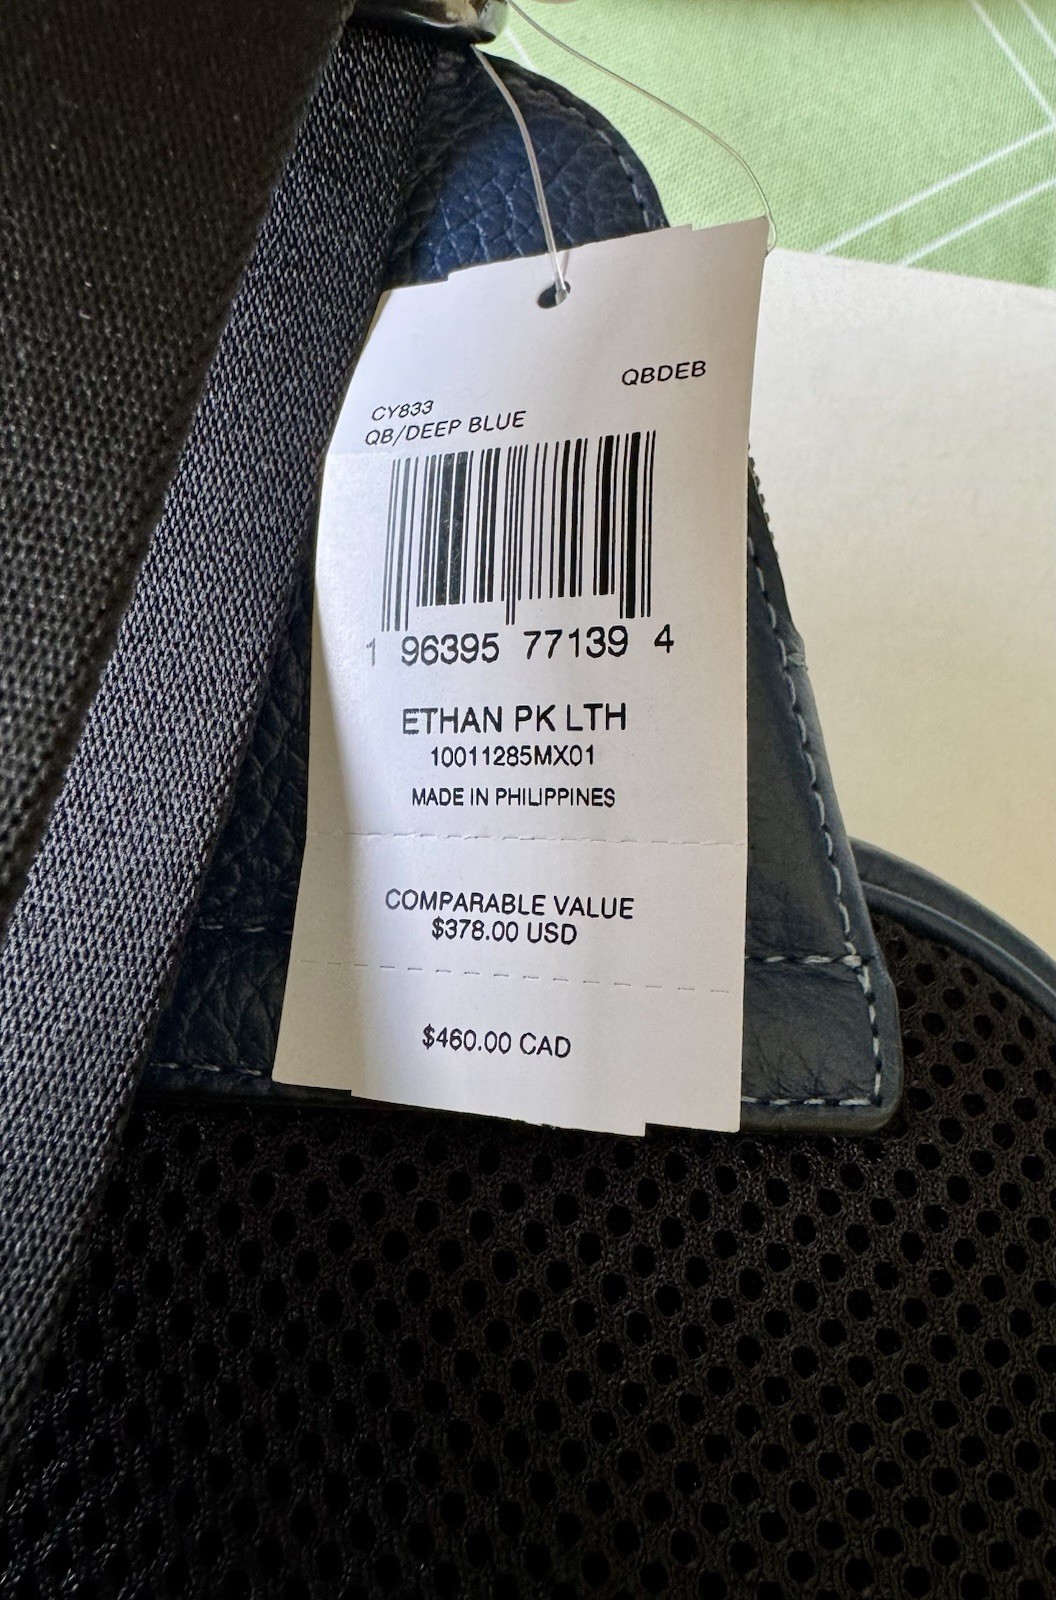 QBDEB
CY833
QB/DEEP BLUE
1 96395 77139 4
ETHAN PK LTH
10011285MX01
MADE IN PHILIPPINES
COMPARABLE VALUE
$378.00 USD
$460.00 CAD